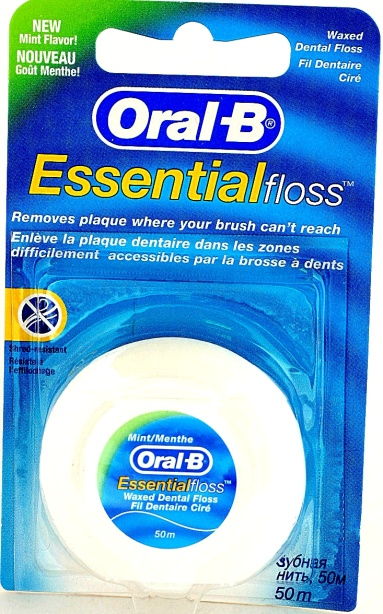 NEW
Mint Flavor!
NOUVEAU
Goût Menthe!
Waxed
Dental Floss
Fil Dentaire
Ciré
Oral-B®
Essentialfloss™
Removes plaque where your brush can't reach
Enlève la plaque dentaire dans les zones
difficilement accessibles par la brosse à dents
Shred-resistant
Résiste à
l'effilochage
Mint/Menthe
Oral-B
Essentialfloss™
Waxed Dental Floss
Fil Dentaire Ciré
50m
зубная
нить, 50м
50 m